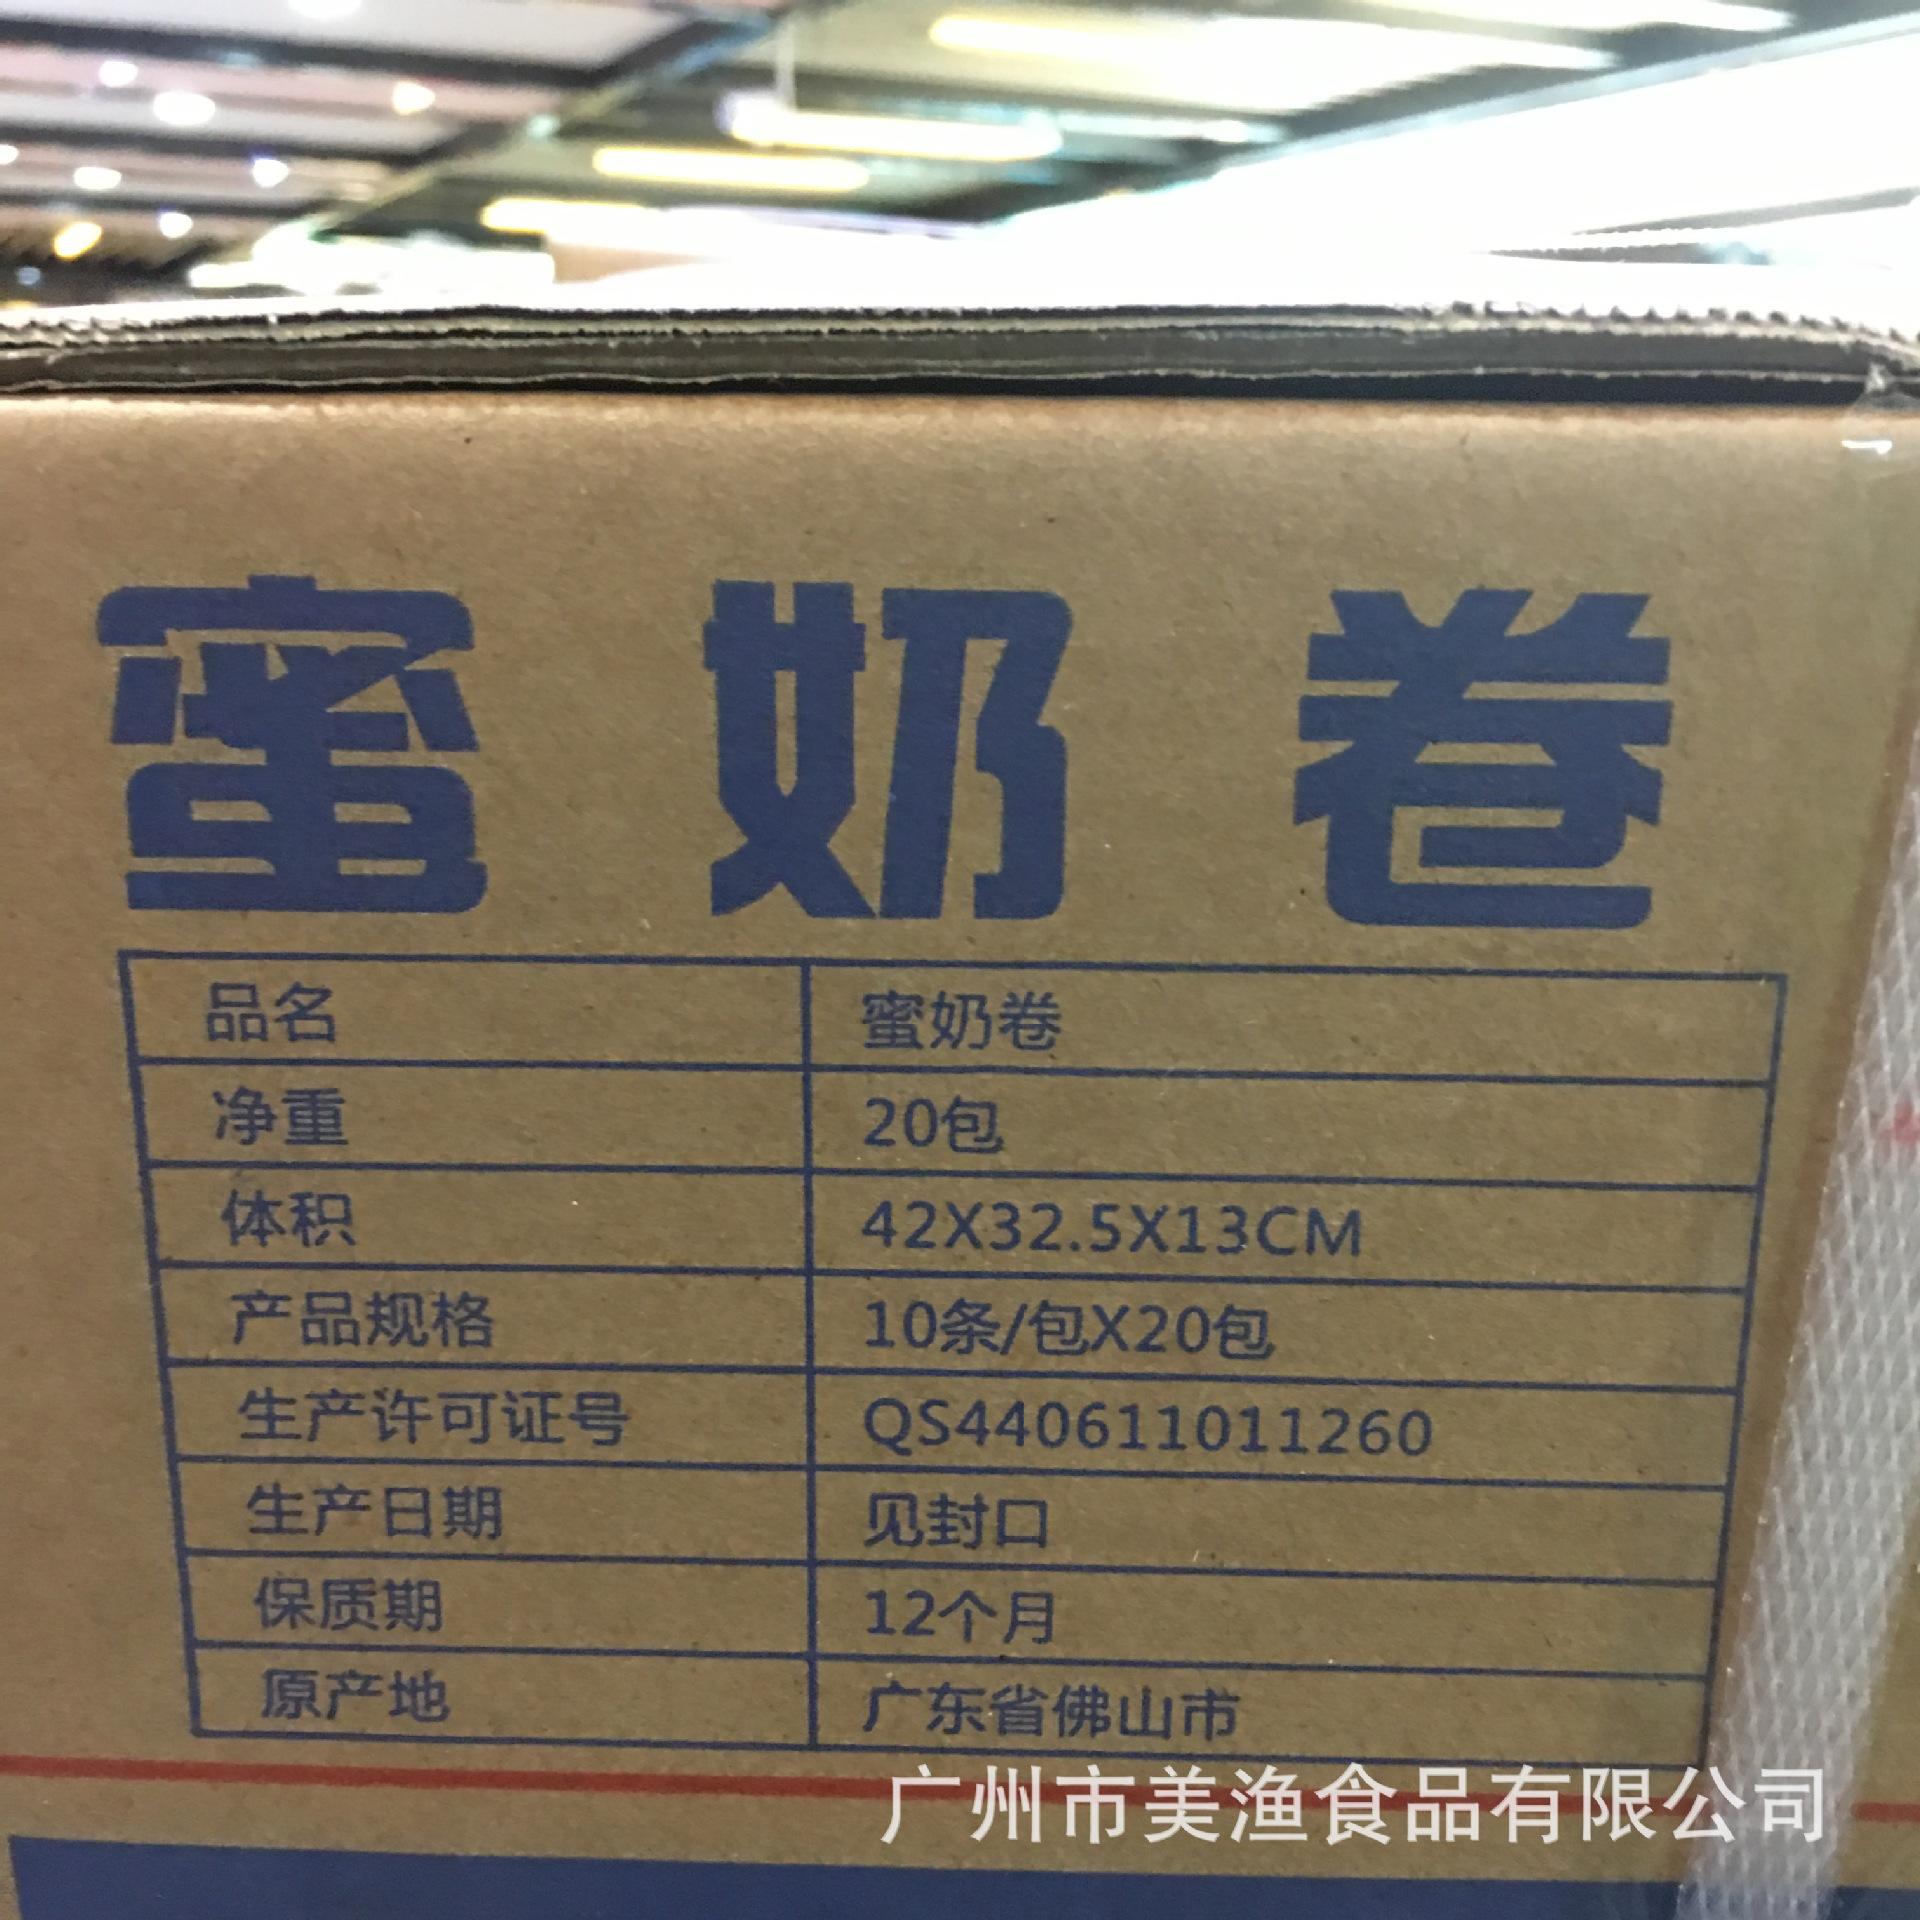 蜜奶卷
品名 蜜奶卷
净重 20包
体积 42X32.5X13CM
产品规格 10条/包X20包
生产许可证号 QS440611011260
生产日期 见封口
保质期 12个月
原产地 广东省佛山市
广州市美渔食品有限公司